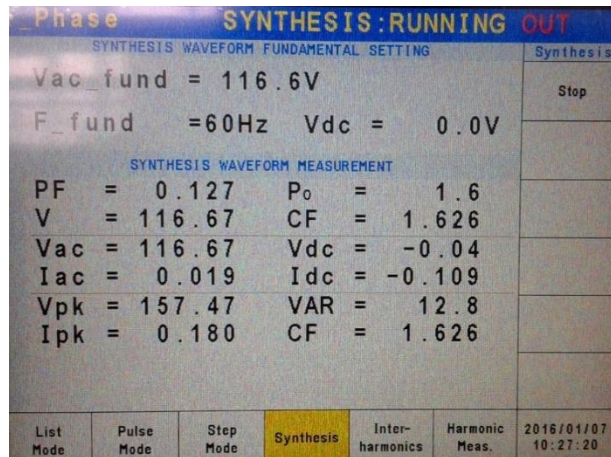 _Phase SYNTHESIS:RUNNING OUT
SYNTHESIS WAVEFORM FUNDAMENTAL SETTING
Synthesis
Vac_fund = 116.6V
Stop
F_fund =60Hz Vdc = 0.0V
SYNTHESIS WAVEFORM MEASUREMENT
PF = 0.127 Po = 1.6
V = 116.67 CF = 1.626
Vac = 116.67 Vdc = -0.04
Iac = 0.019 Idc = -0.109
Vpk = 157.47 VAR = 12.8
Ipk = 0.180 CF = 1.626
List Mode
Pulse Mode
Step Mode
Synthesis
Inter-harmonics
Harmonic Meas.
2016/01/07
10:27:20